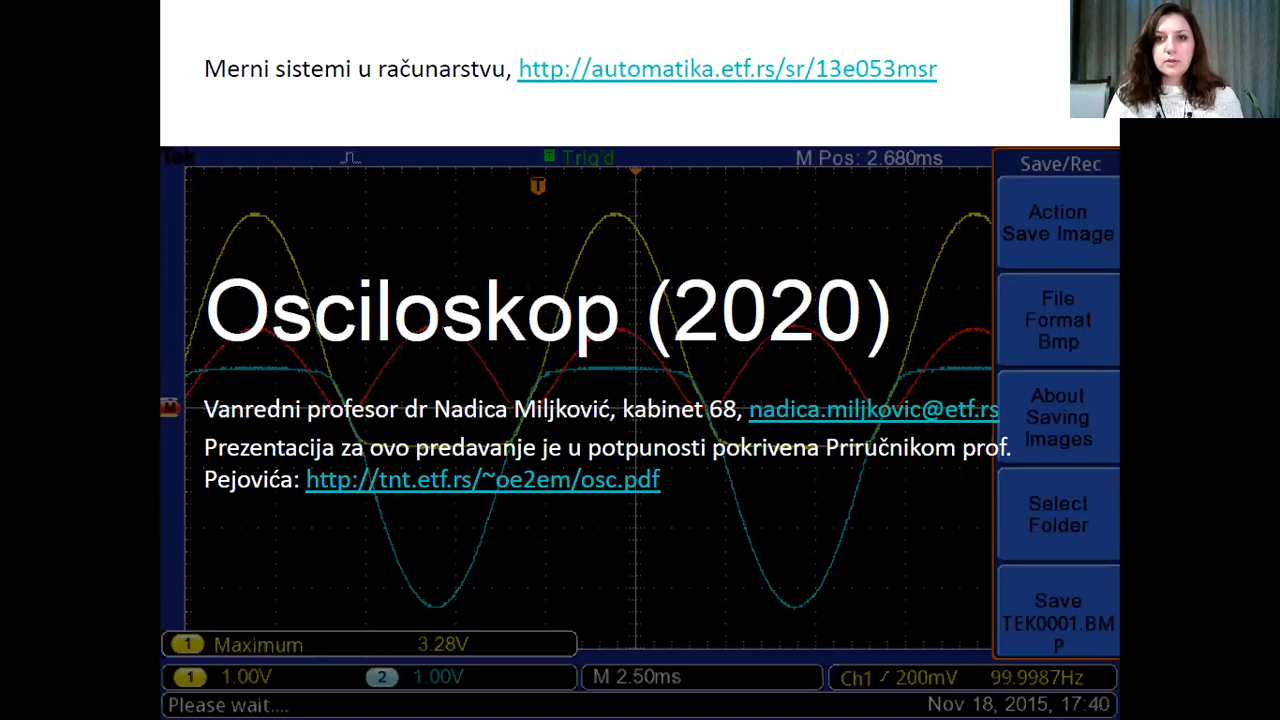 Merni sistemi u računarstvu, http://automatika.etf.rs/sr/13e053msr
Tek
T Trig'd
M Pos: 2.680ms
Save/Rec
T
Action
Save Image
File
Format
Bmp
Osciloskop (2020)
About
Saving
Images
M
Vanredni profesor dr Nadica Miljković, kabinet 68, nadica.miljkovic@etf.rs
Prezentacija za ovo predavanje je u potpunosti pokrivena Priručnikom prof.
Pejovića: http://tnt.etf.rs/~oe2em/osc.pdf
Select
Folder
Save
TEK0001.BM
P
1 Maximum 3.28V
1 1.00V 2 1.00V M 2.50ms Ch1 200mV 99.9987Hz
Please wait.... Nov 18, 2015, 17:40